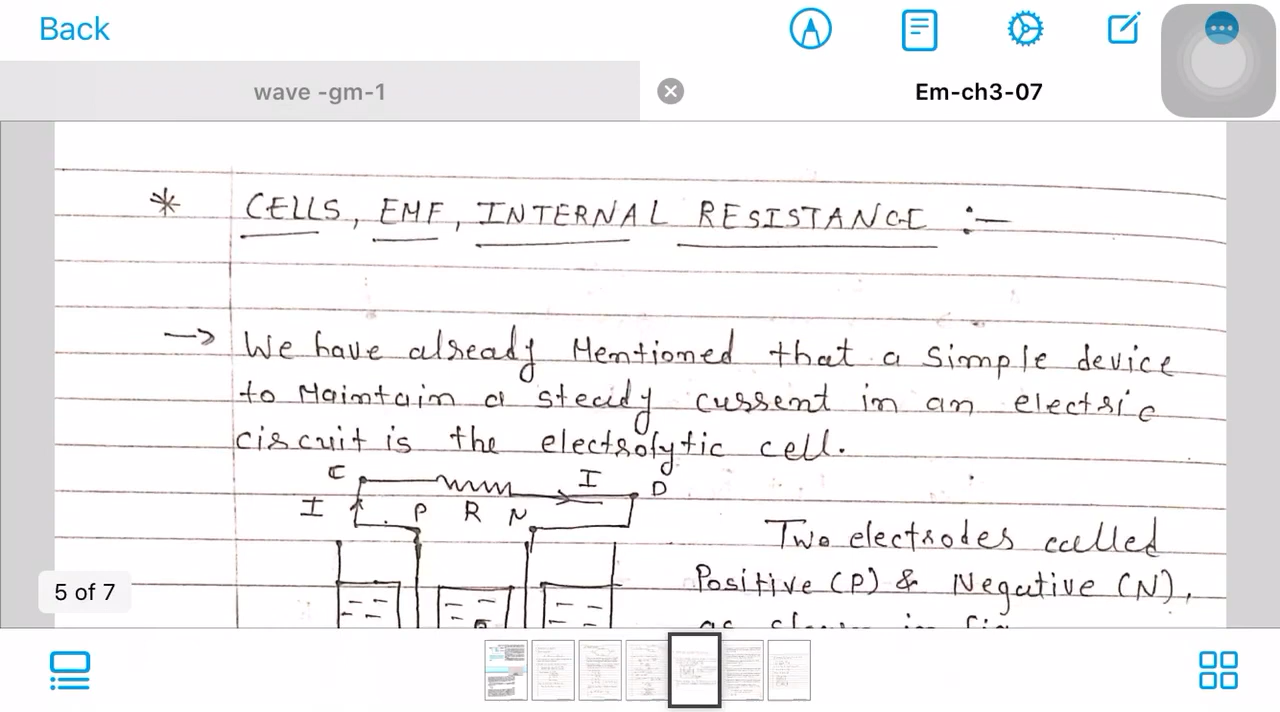 Back
wave -gm-1
Em-ch3-07
* CELLS, EMF, INTERNAL RESISTANCE :-
→ We have already Mentioned that a simple device
to Maintain a steady current in an electric
circuit is the electrolytic cell.
C I D
I P R N
Two electrodes called
Positive (P) & Negative (N),
5 of 7